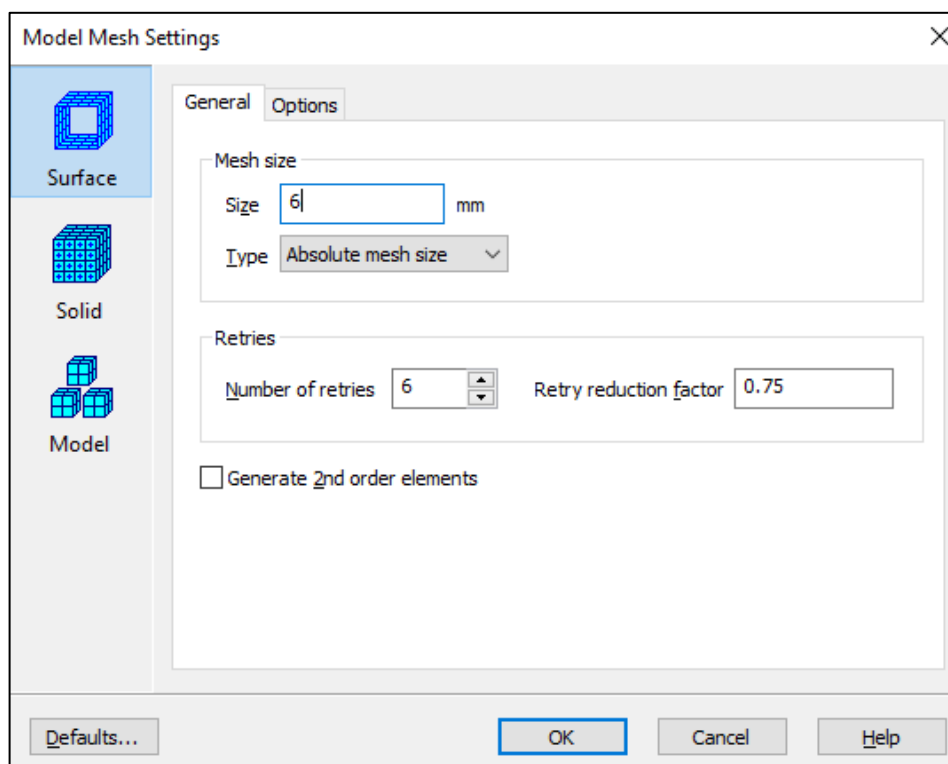 Model Mesh Settings
Surface
Solid
Model
General Options
Mesh size
Size 6 mm
Type Absolute mesh size
Retries
Number of retries 6 Retry reduction factor 0.75
Generate 2nd order elements
Defaults... OK Cancel Help